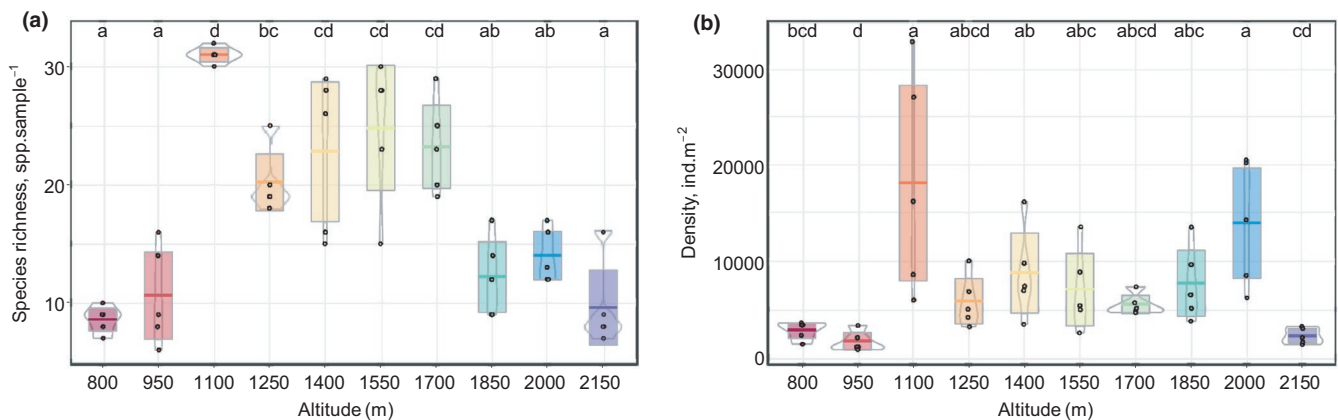 (a)
a a d bc cd cd cd ab ab a
Species richness, spp.sample⁻¹
30
20
10
800 950 1100 1250 1400 1550 1700 1850 2000 2150
Altitude (m)
(b)
bcd d a abcd ab abc abcd abc a cd
Density, ind.m⁻²
30000
20000
10000
0
800 950 1100 1250 1400 1550 1700 1850 2000 2150
Altitude (m)